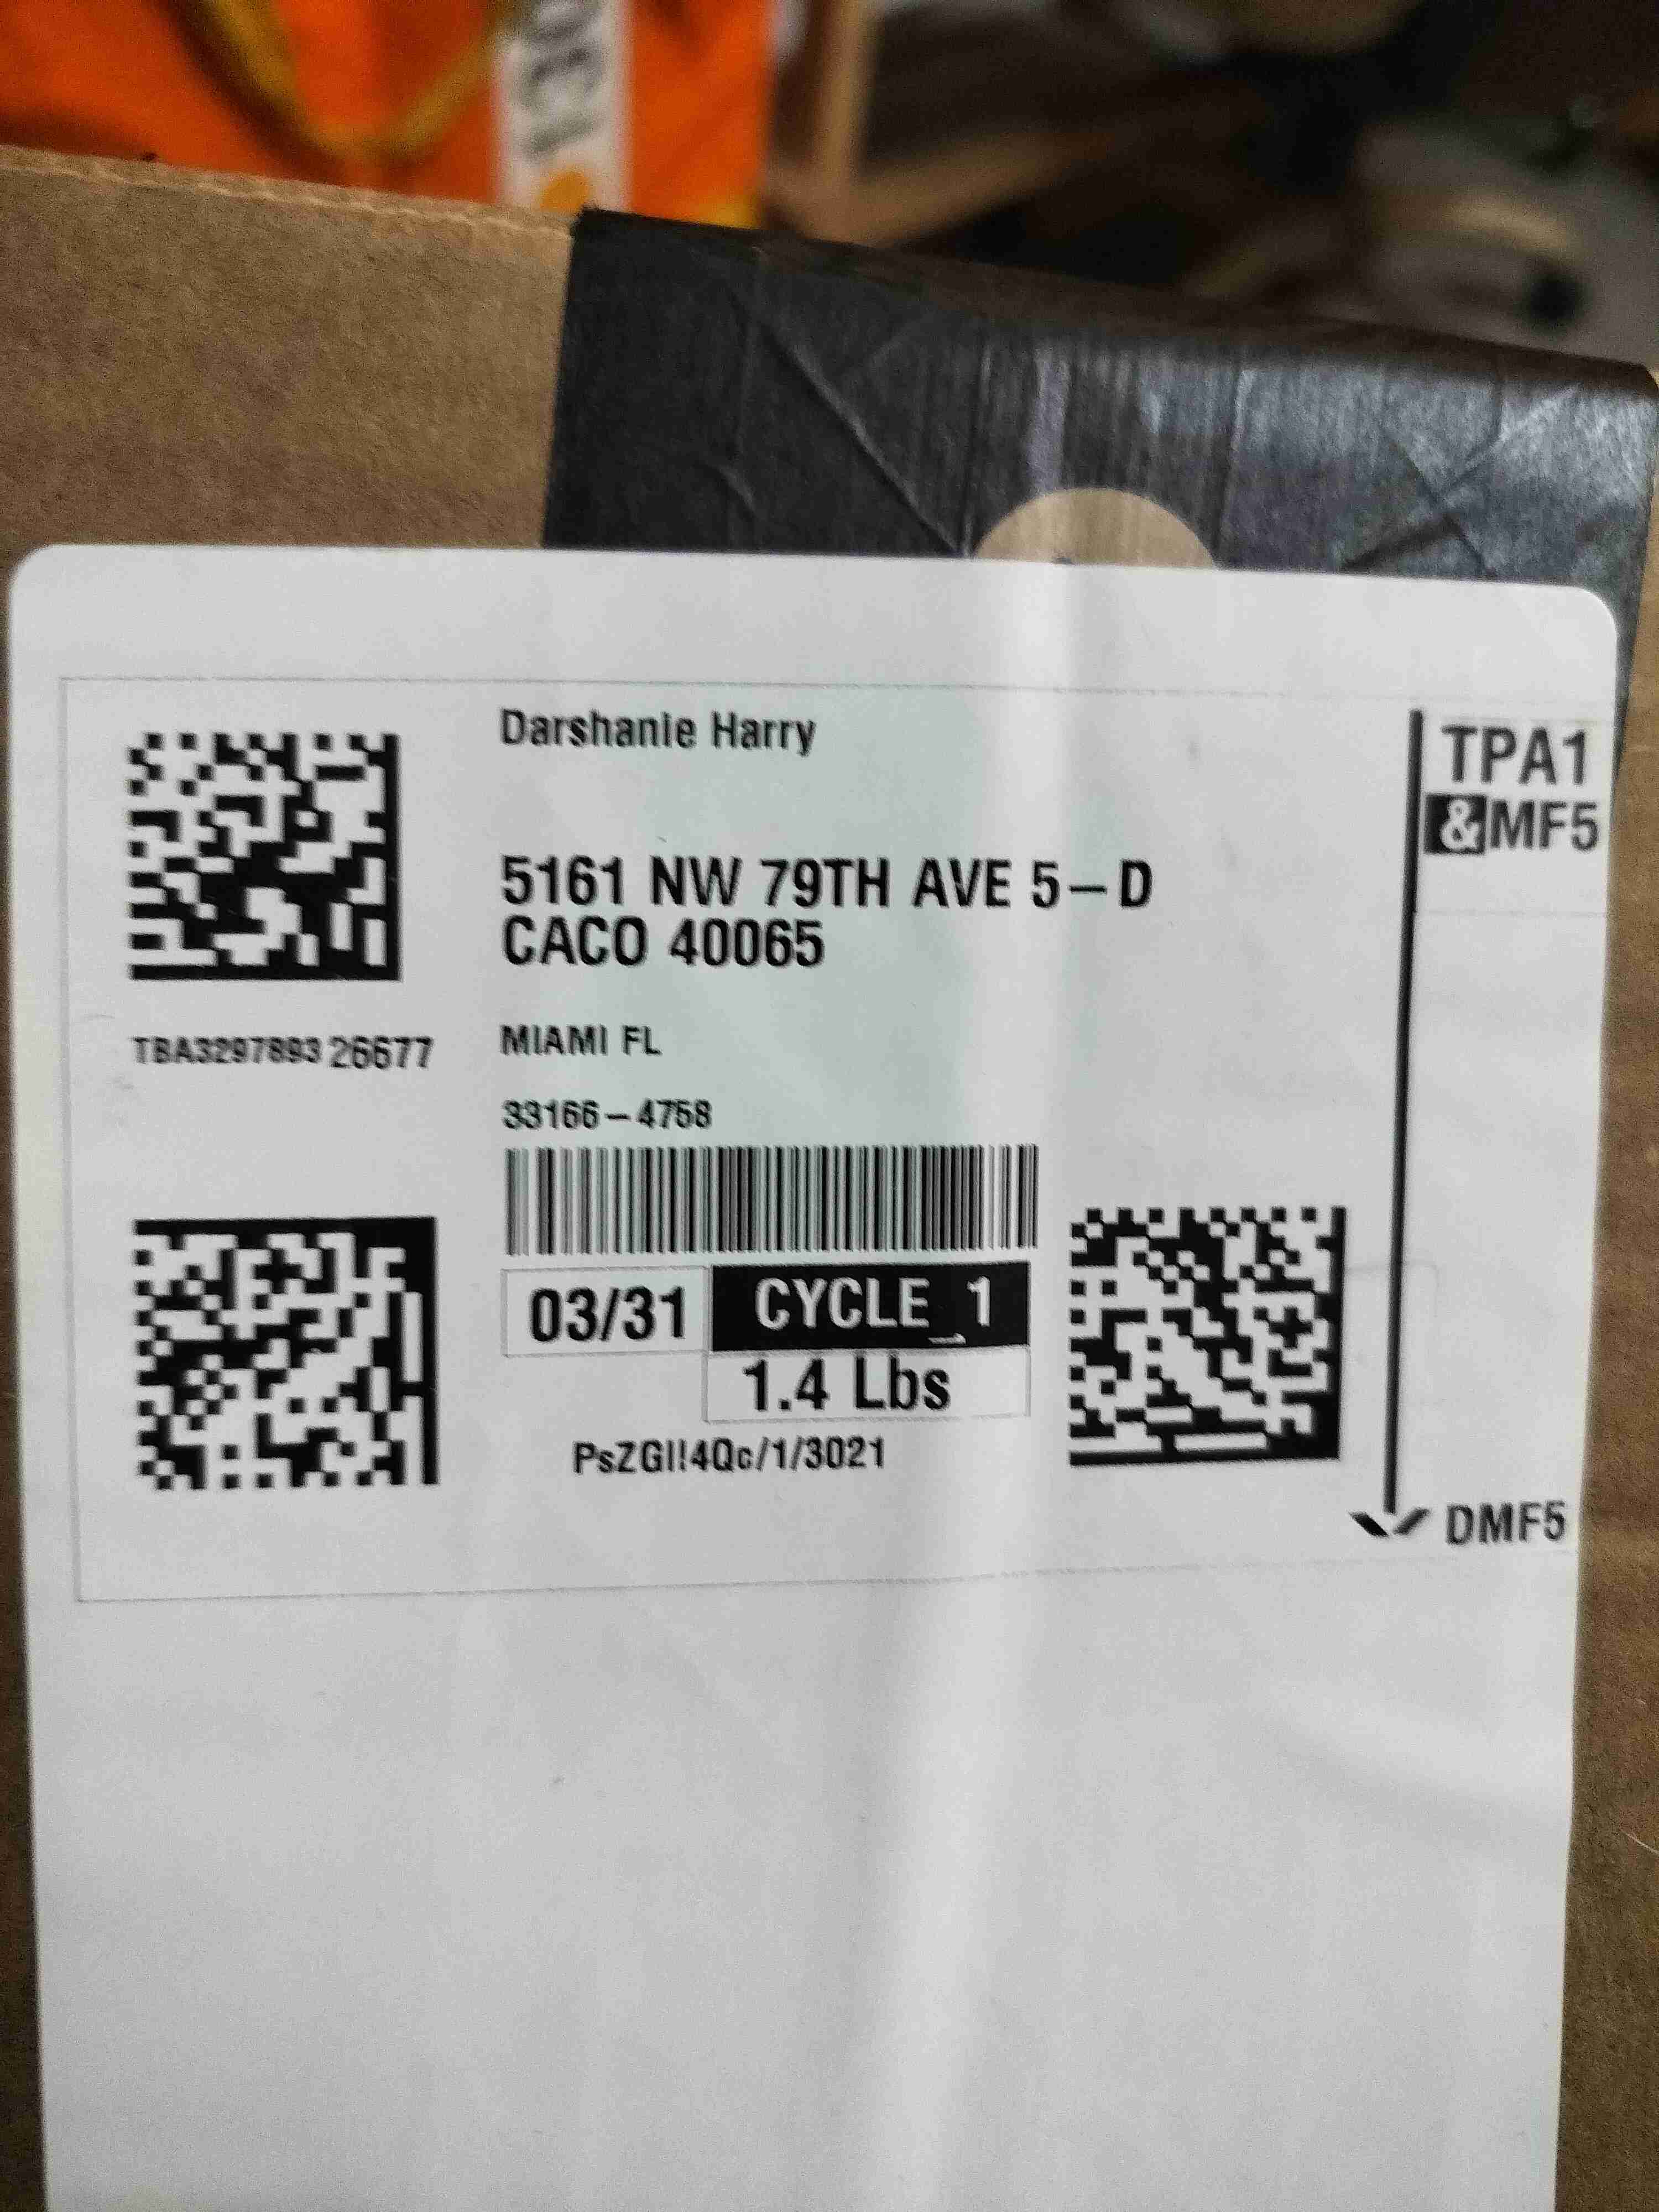 Darshanie Harry
5161 NW 79TH AVE 5-D
CACO 40065
TBA329789326677
MIAMI FL
33166-4758
03/31 CYCLE_1
1.4 Lbs
PsZGI!4Qc/1/3021
TPA1
&MF5
DMF5